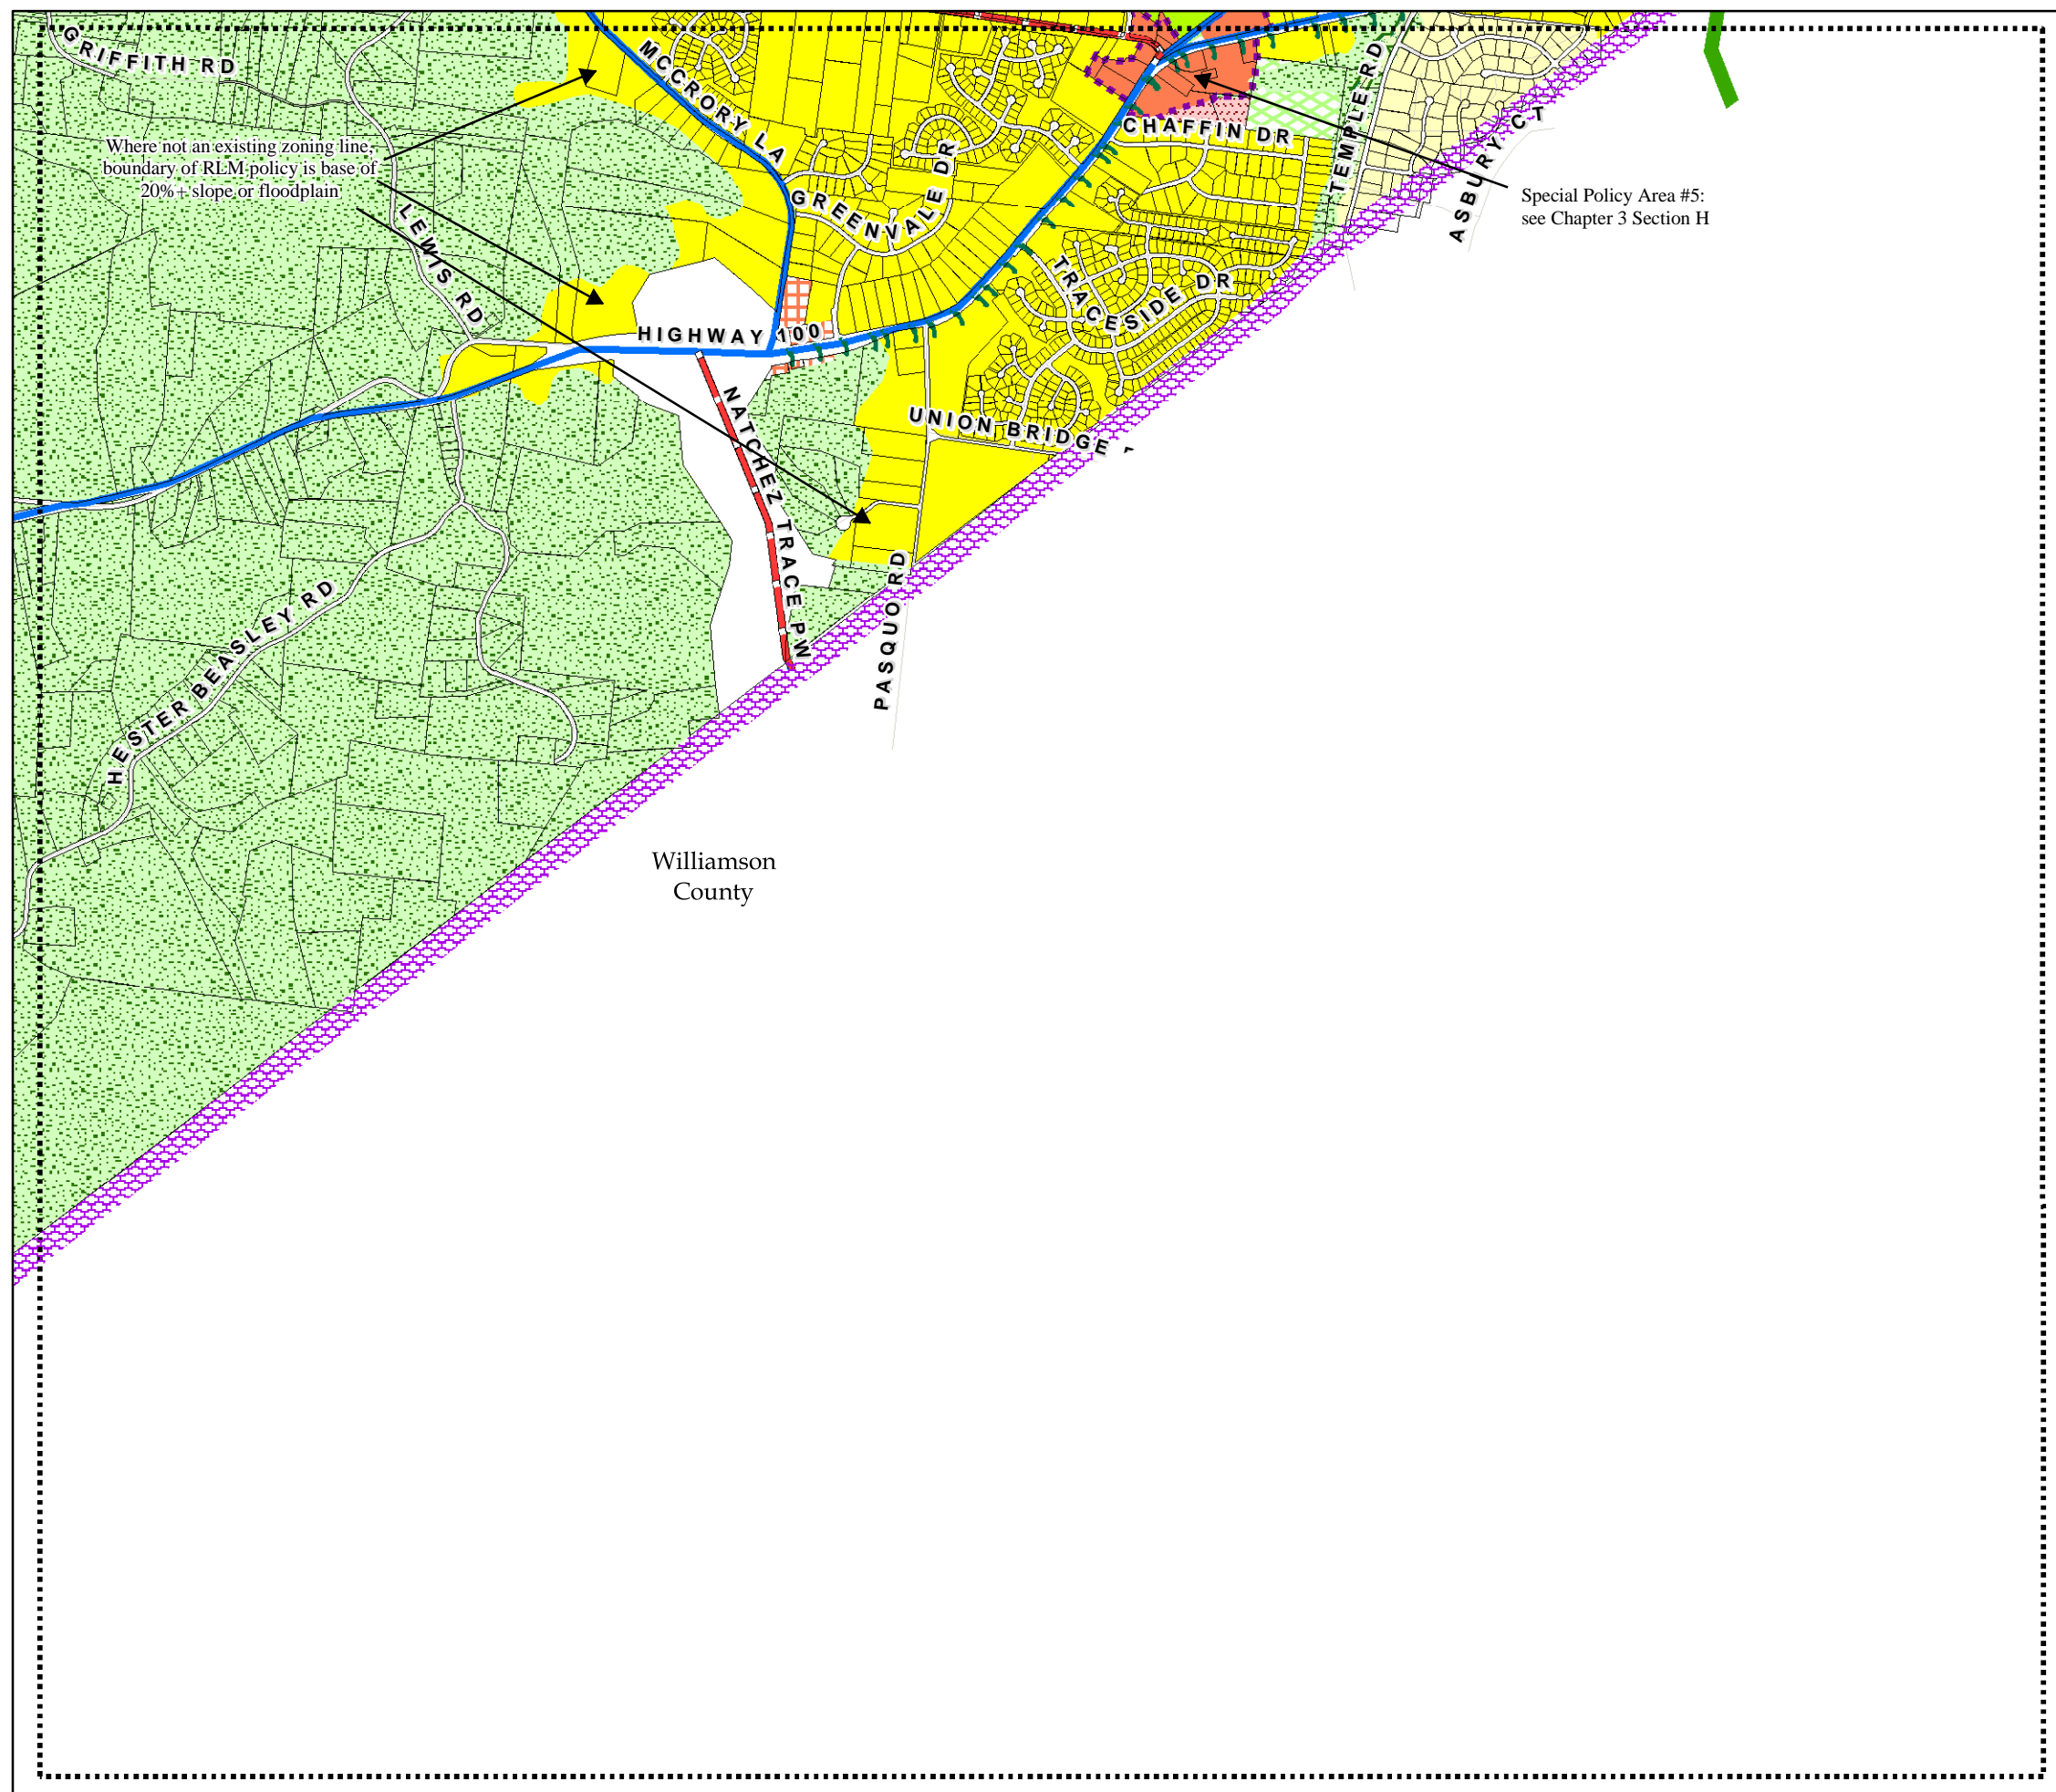 GRIFFITH RD
MCCRORY LA
CHAFFIN DR
TEMPLE RD
ASBURY CT
Where not an existing zoning line,
boundary of RLM policy is base of
20%+ slope or floodplain
Special Policy Area #5:
see Chapter 3 Section H
GREENVALE DR
LEWIS RD
TRACESIDE DR
HIGHWAY 100
NATCHEZ TRACE PW
UNION BRIDGE
PASQUO RD
HESTER BEASLEY RD
Williamson
County